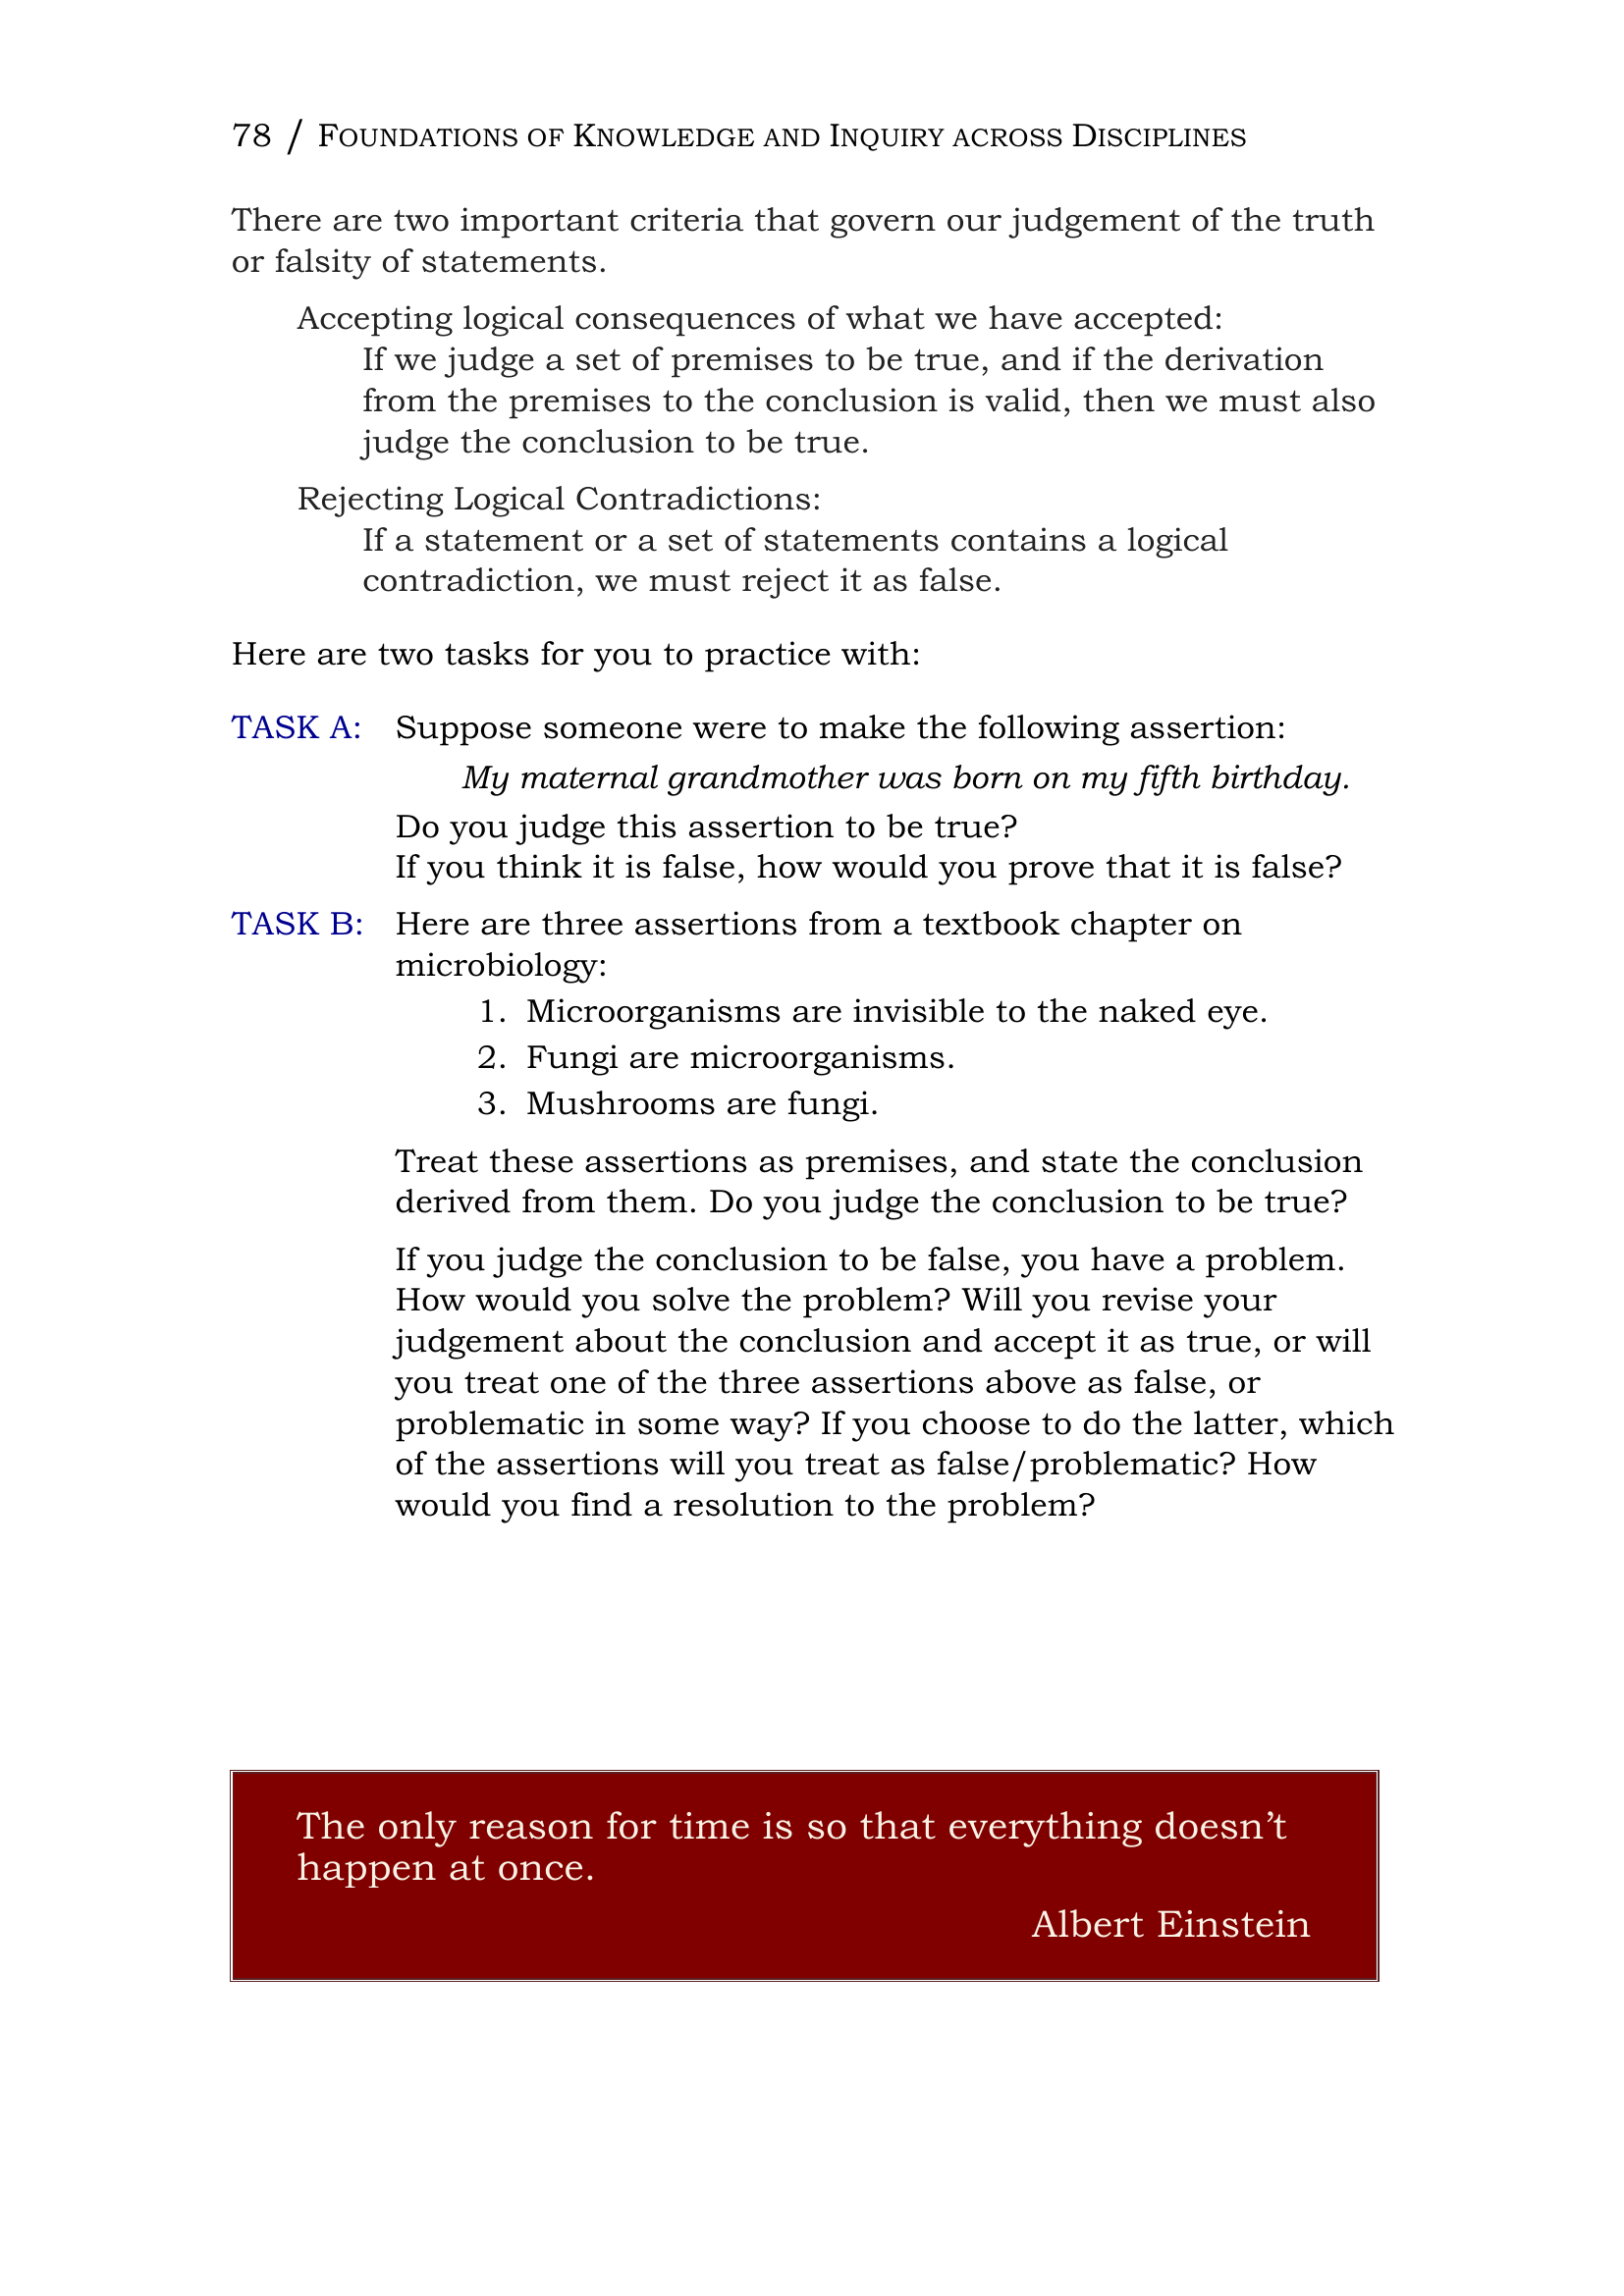 78 / FOUNDATIONS OF KNOWLEDGE AND INQUIRY ACROSS DISCIPLINES
There are two important criteria that govern our judgement of the truth
or falsity of statements.
Accepting logical consequences of what we have accepted:
If we judge a set of premises to be true, and if the derivation
from the premises to the conclusion is valid, then we must also
judge the conclusion to be true.
Rejecting Logical Contradictions:
If a statement or a set of statements contains a logical
contradiction, we must reject it as false.
Here are two tasks for you to practice with:
TASK A: Suppose someone were to make the following assertion:
My maternal grandmother was born on my fifth birthday.
Do you judge this assertion to be true?
If you think it is false, how would you prove that it is false?
TASK B: Here are three assertions from a textbook chapter on
microbiology:
1. Microorganisms are invisible to the naked eye.
2. Fungi are microorganisms.
3. Mushrooms are fungi.
Treat these assertions as premises, and state the conclusion
derived from them. Do you judge the conclusion to be true?
If you judge the conclusion to be false, you have a problem.
How would you solve the problem? Will you revise your
judgement about the conclusion and accept it as true, or will
you treat one of the three assertions above as false, or
problematic in some way? If you choose to do the latter, which
of the assertions will you treat as false/problematic? How
would you find a resolution to the problem?
The only reason for time is so that everything doesn’t
happen at once.
Albert Einstein